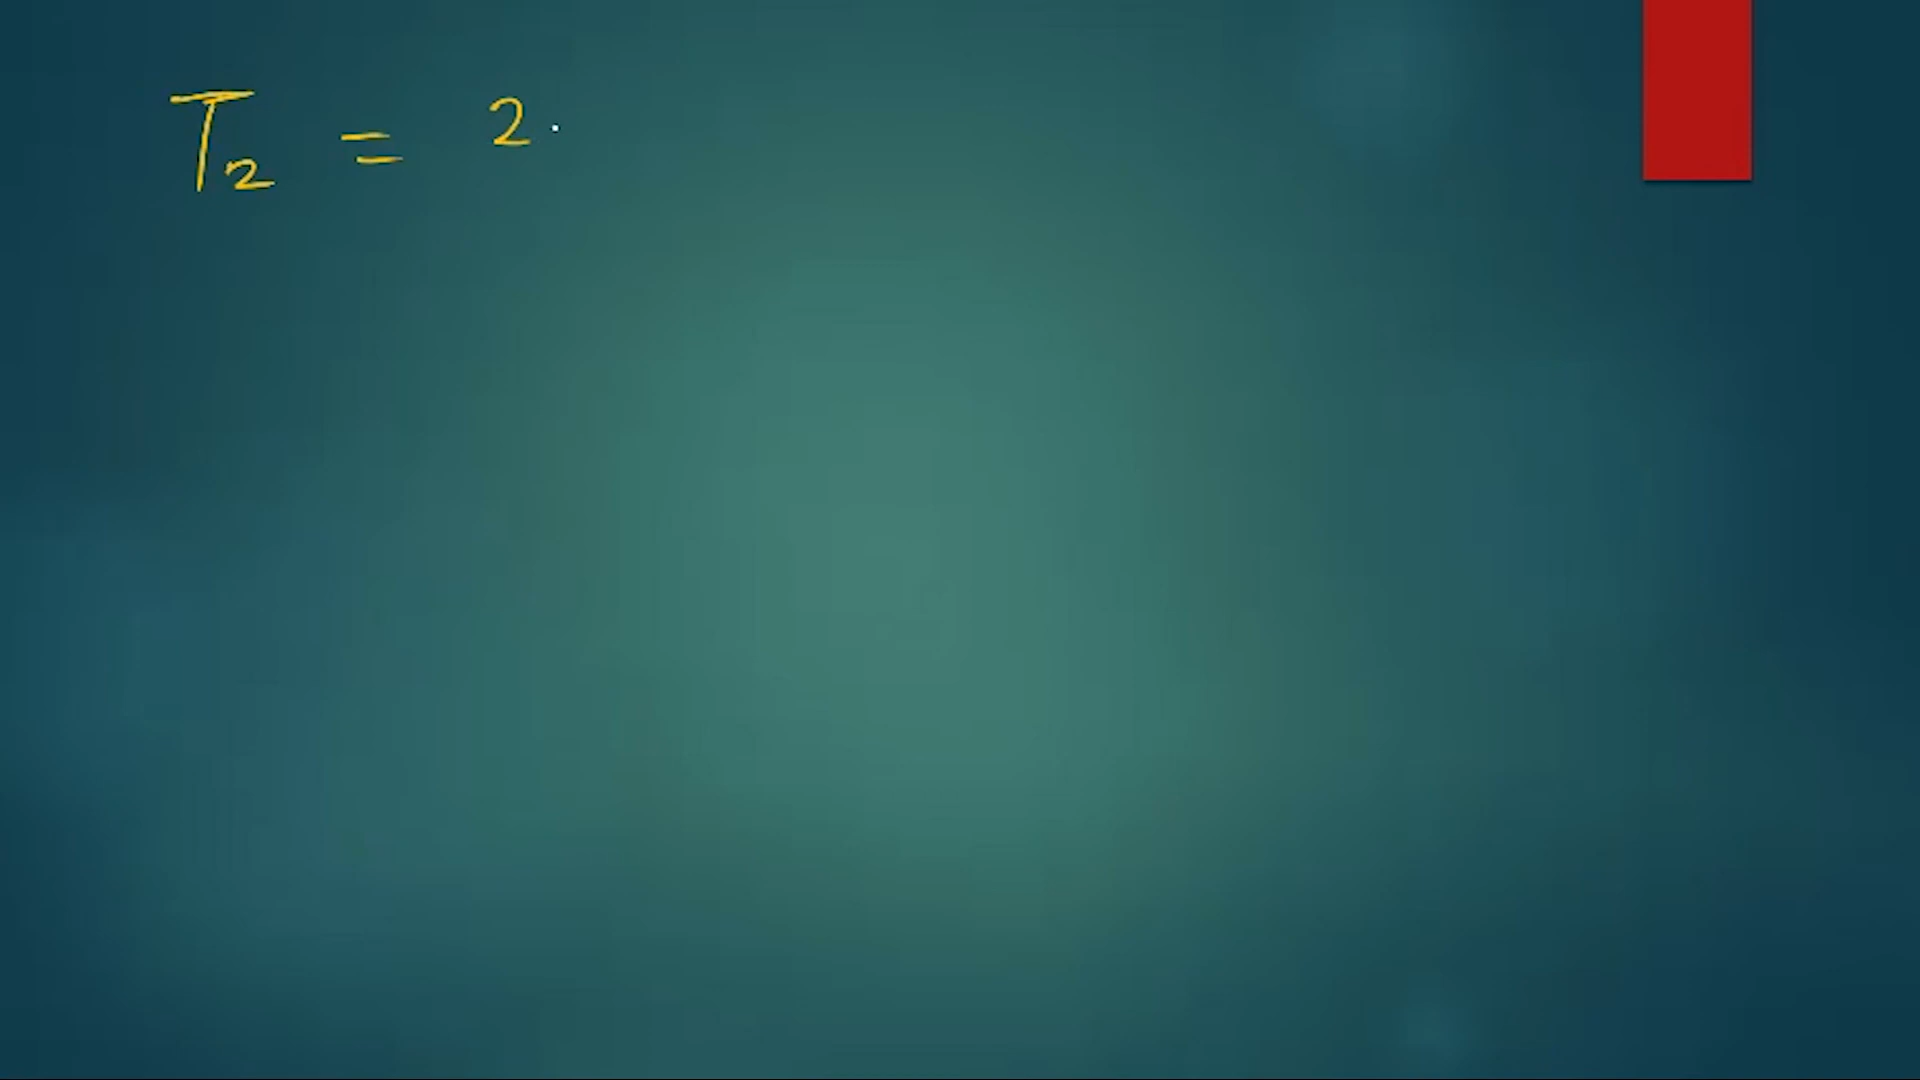 T₂ = 2